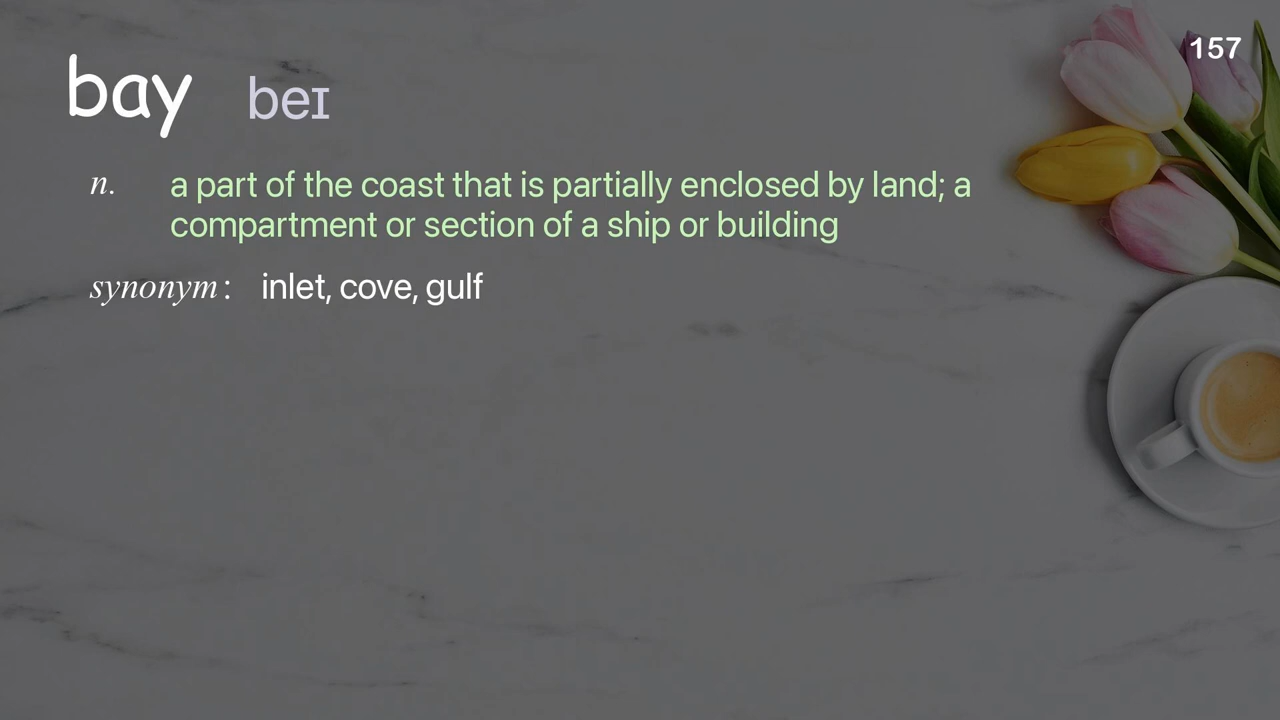 157
bay beɪ
n. a part of the coast that is partially enclosed by land; a
compartment or section of a ship or building
synonym: inlet, cove, gulf